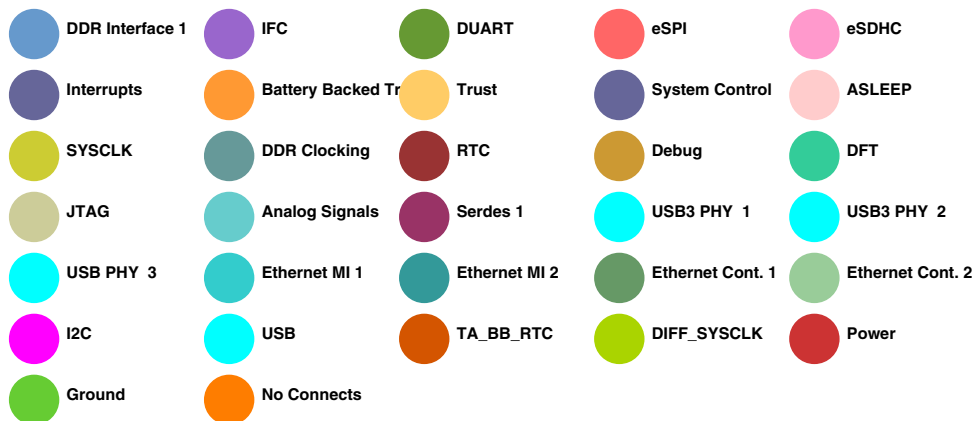 DDR Interface 1 IFC DUART eSPI eSDHC
Interrupts Battery Backed Tr Trust System Control ASLEEP
SYSCLK DDR Clocking RTC Debug DFT
JTAG Analog Signals Serdes 1 USB3 PHY 1 USB3 PHY 2
USB PHY 3 Ethernet MI 1 Ethernet MI 2 Ethernet Cont. 1 Ethernet Cont. 2
I2C USB TA_BB_RTC DIFF_SYSCLK Power
Ground No Connects